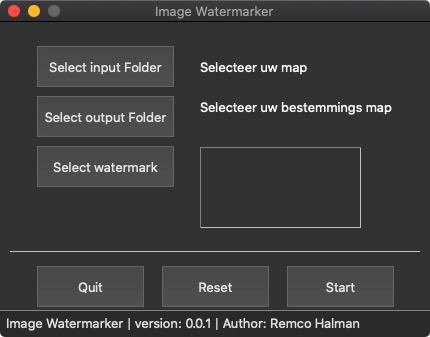 Image Watermarker
Select input Folder
Selecteer uw map
Select output Folder
Selecteer uw bestemmings map
Select watermark
Quit
Reset
Start
Image Watermarker | version: 0.0.1 | Author: Remco Halman